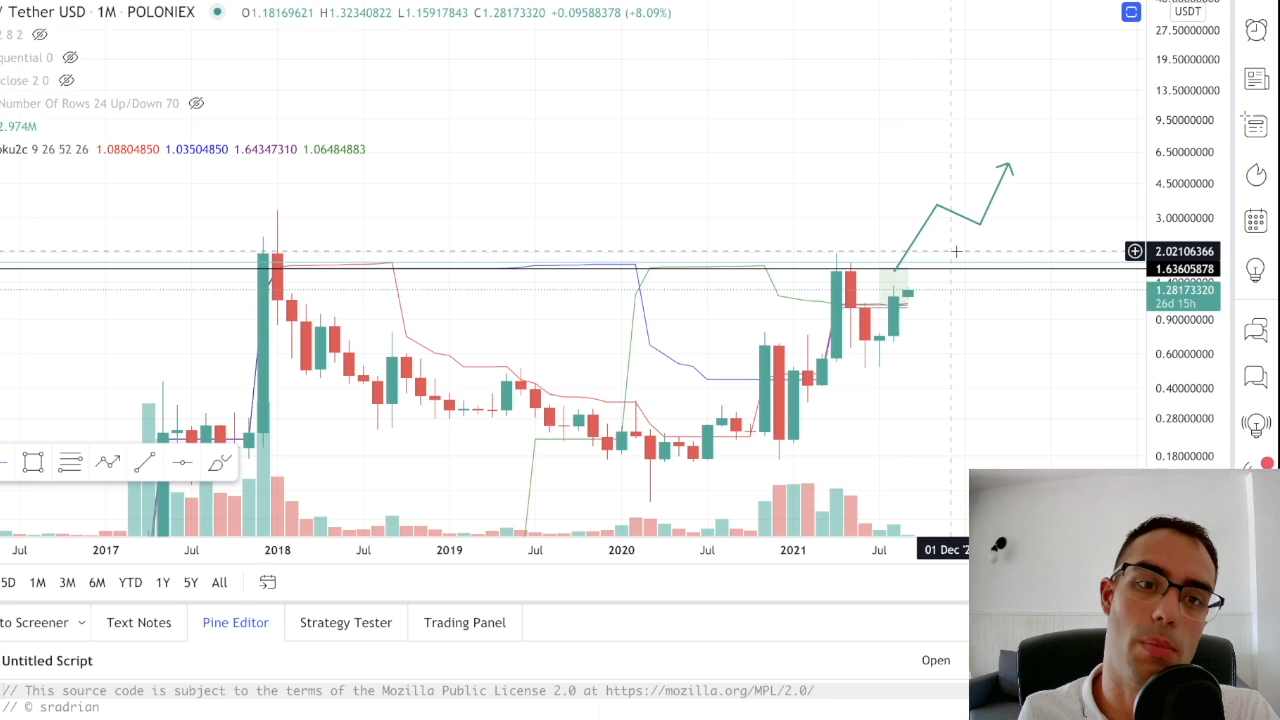 / Tether USD · 1M · POLONIEX O1.18169621 H1.32340822 L1.15917843 C1.28173320 +0.09588378 (+8.09%)
USDT
2 8 2
27.50000000
quential 0
19.50000000
close 2 0
13.50000000
Number Of Rows 24 Up/Down 70
9.50000000
2.974M
oku2c 9 26 52 26 1.08804850 1.03504850 1.64347310 1.06484883
6.50000000
4.50000000
3.00000000
2.02106366
1.63605878
1.28173320
26d 15h
0.90000000
0.60000000
0.40000000
0.28000000
0.18000000
Jul 2017 Jul 2018 Jul 2019 Jul 2020 Jul 2021 Jul 01 Dec '2
5D 1M 3M 6M YTD 1Y 5Y All
to Screener Text Notes Pine Editor Strategy Tester Trading Panel
Untitled Script Open
// This source code is subject to the terms of the Mozilla Public License 2.0 at https://mozilla.org/MPL/2.0/
// © sradrian